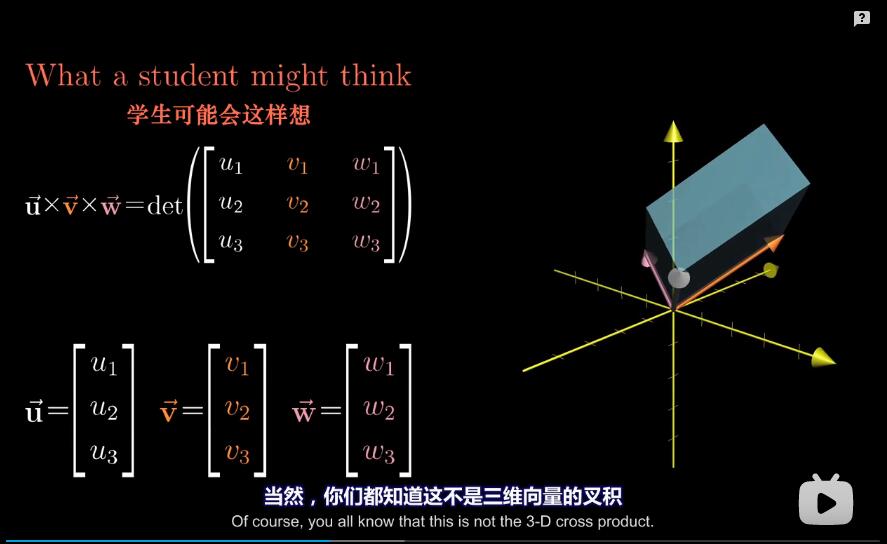 What a student might think
学生可能会这样想
$\vec{\mathbf{u}} \times \vec{\mathbf{v}} \times \vec{\mathbf{w}} = \det\left(\begin{bmatrix} u_1 & v_1 & w_1 \\ u_2 & v_2 & w_2 \\ u_3 & v_3 & w_3 \end{bmatrix}\right)$
$\vec{\mathbf{u}} = \begin{bmatrix} u_1 \\ u_2 \\ u_3 \end{bmatrix} \quad \vec{\mathbf{v}} = \begin{bmatrix} v_1 \\ v_2 \\ v_3 \end{bmatrix} \quad \vec{\mathbf{w}} = \begin{bmatrix} w_1 \\ w_2 \\ w_3 \end{bmatrix}$
当然，你们都知道这不是三维向量的叉积
Of course, you all know that this is not the 3-D cross product.
?